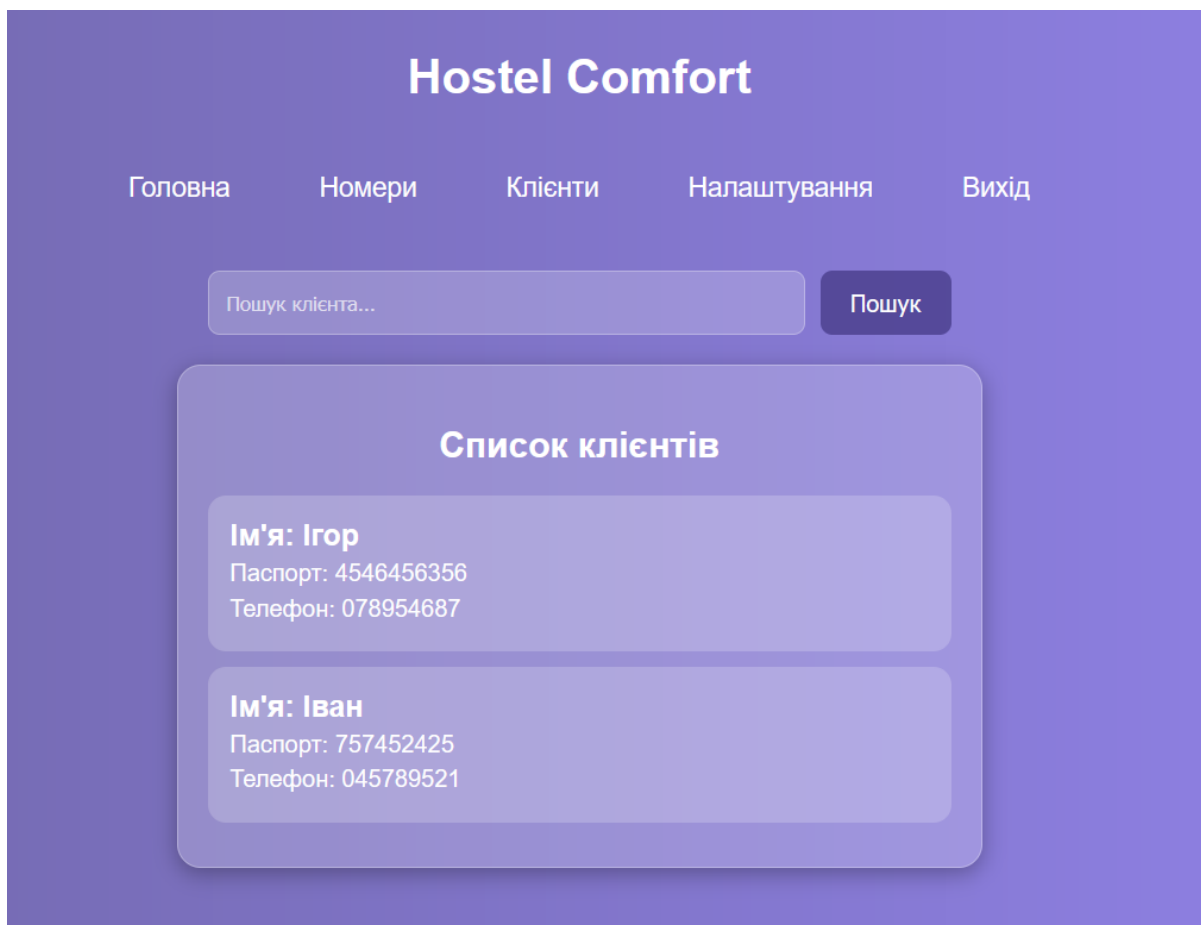 Hostel Comfort
Головна Номери Клієнти Налаштування Вихід
Пошук клієнта... Пошук
Список клієнтів
Ім'я: Ігор
Паспорт: 4546456356
Телефон: 078954687
Ім'я: Іван
Паспорт: 757452425
Телефон: 045789521